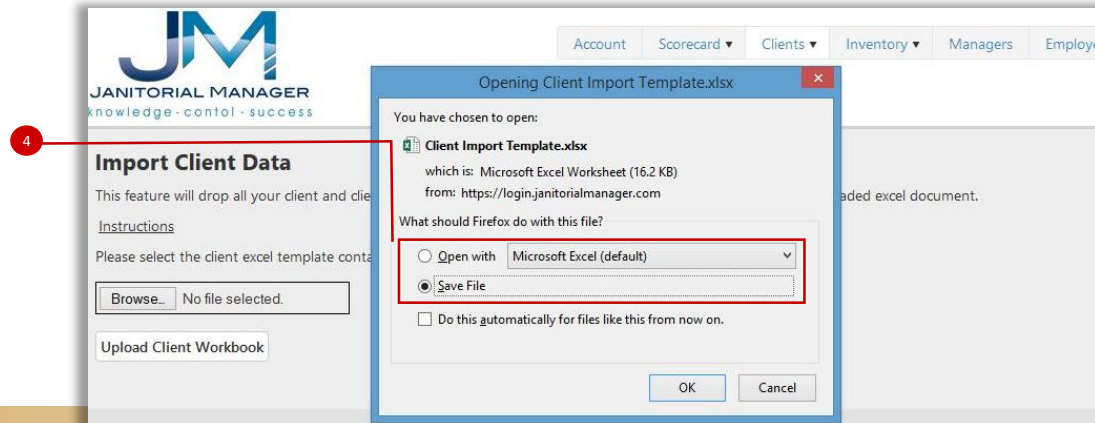 JM
JANITORIAL MANAGER
knowledge - contol - success
Account Scorecard ▾ Clients ▾ Inventory ▾ Managers Employe
Opening Client Import Template.xlsx
You have chosen to open:
Client Import Template.xlsx
which is: Microsoft Excel Worksheet (16.2 KB)
from: https://login.janitorialmanager.com
What should Firefox do with this file?
Open with Microsoft Excel (default)
Save File
Do this automatically for files like this from now on.
OK Cancel
4
Import Client Data
This feature will drop all your client and clie aded excel document.
Instructions
Please select the client excel template conta
Browse_ No file selected.
Upload Client Workbook